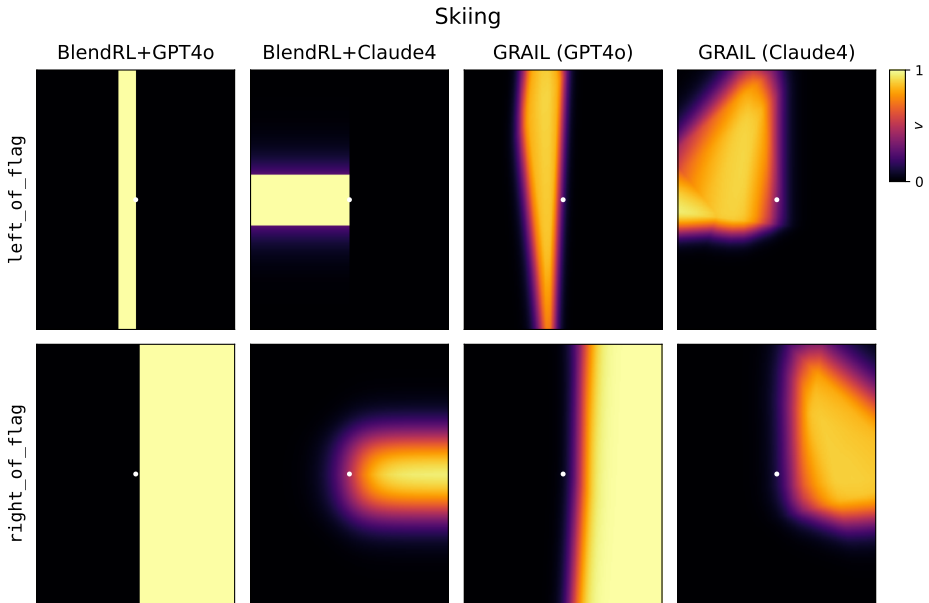 Skiing
BlendRL+GPT4o
BlendRL+Claude4
GRAIL (GPT4o)
GRAIL (Claude4)
left_of_flag
1
v
0
right_of_flag